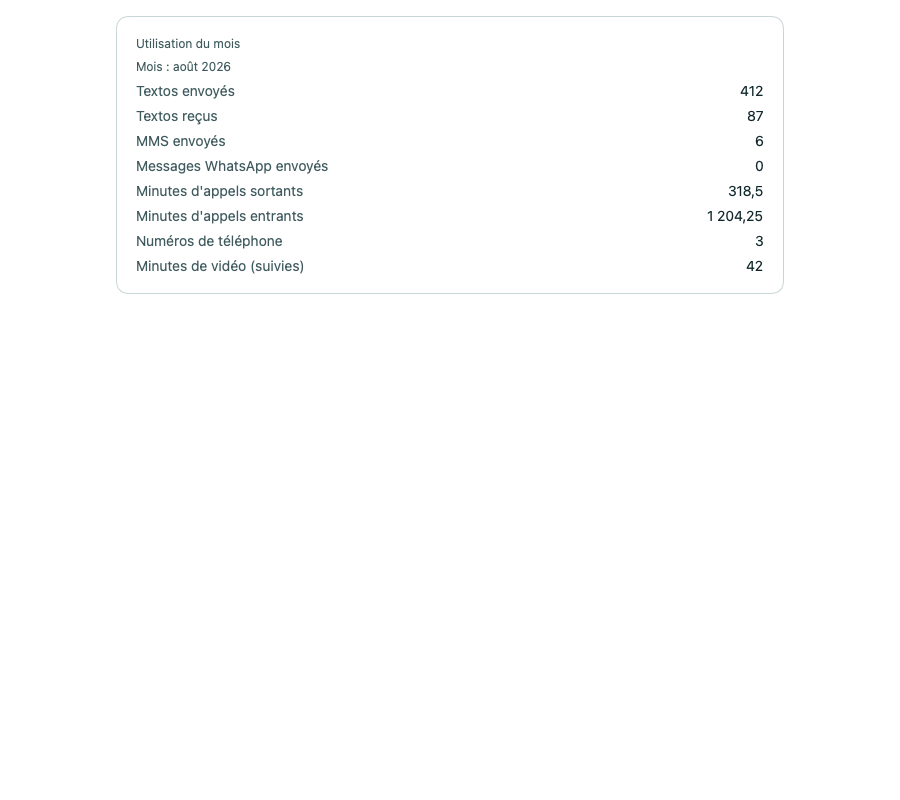 Utilisation du mois
Mois : août 2026
Textos envoyés 412
Textos reçus 87
MMS envoyés 6
Messages WhatsApp envoyés 0
Minutes d'appels sortants 318,5
Minutes d'appels entrants 1 204,25
Numéros de téléphone 3
Minutes de vidéo (suivies) 42